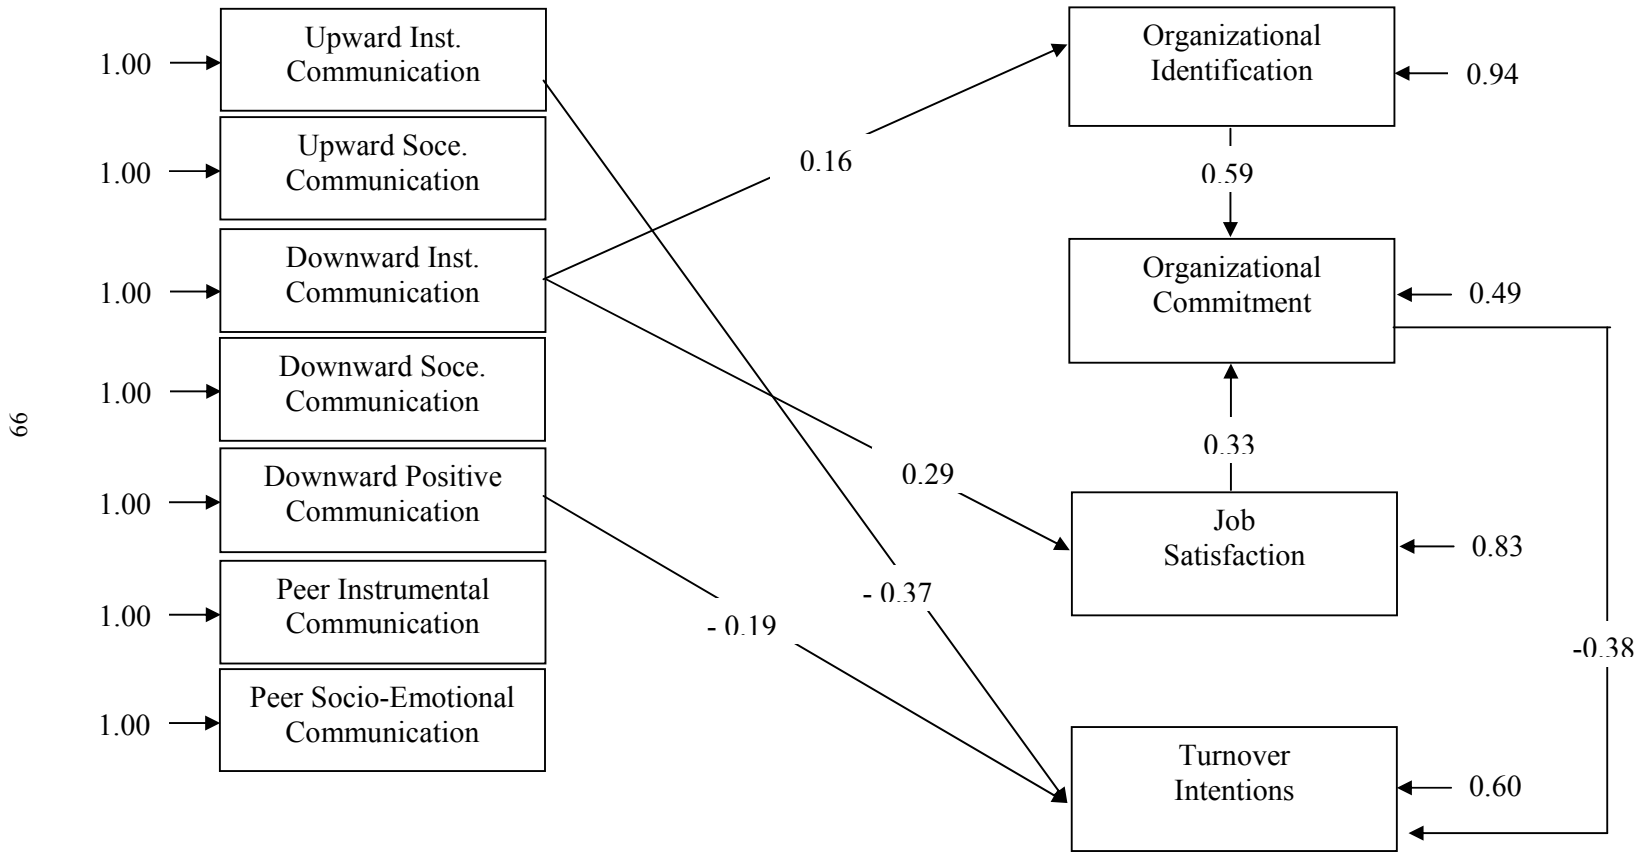 Upward Inst.
Communication
1.00
Upward Soce.
Communication
1.00
Downward Inst.
Communication
1.00
Downward Soce.
Communication
1.00
Downward Positive
Communication
1.00
Peer Instrumental
Communication
1.00
Peer Socio-Emotional
Communication
1.00
0.16
0.29
- 0.37
- 0.19
Organizational
Identification
0.94
0.59
Organizational
Commitment
0.49
0.33
Job
Satisfaction
0.83
-0.38
Turnover
Intentions
0.60
66